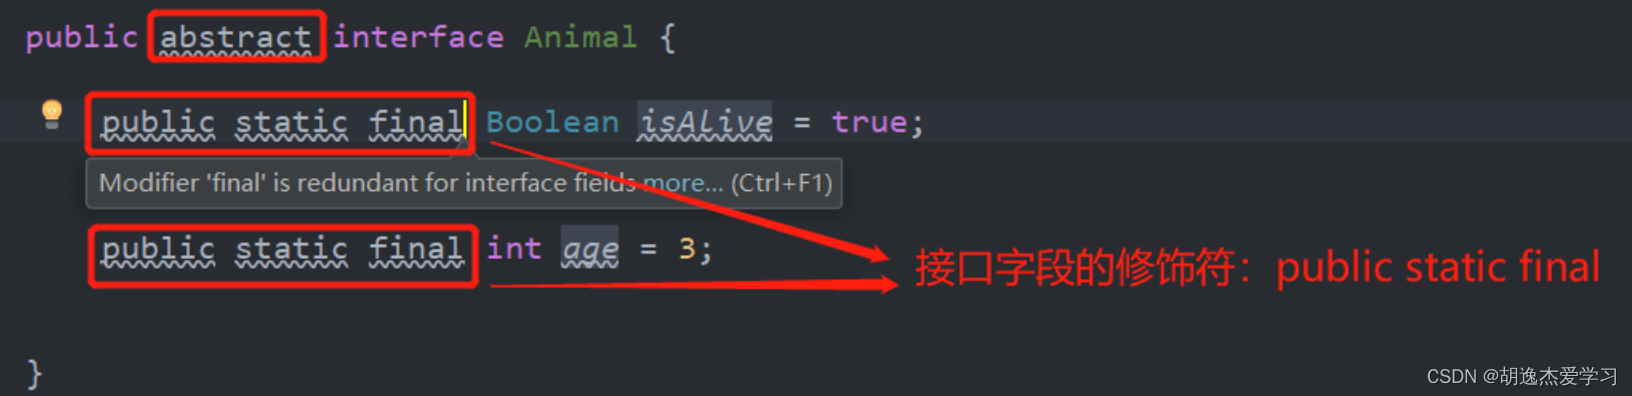 public abstract interface Animal {
public static final Boolean isAlive = true;
Modifier 'final' is redundant for interface fields more... (Ctrl+F1)
public static final int age = 3;
接口字段的修饰符：public static final
}
CSDN @胡逸杰爱学习